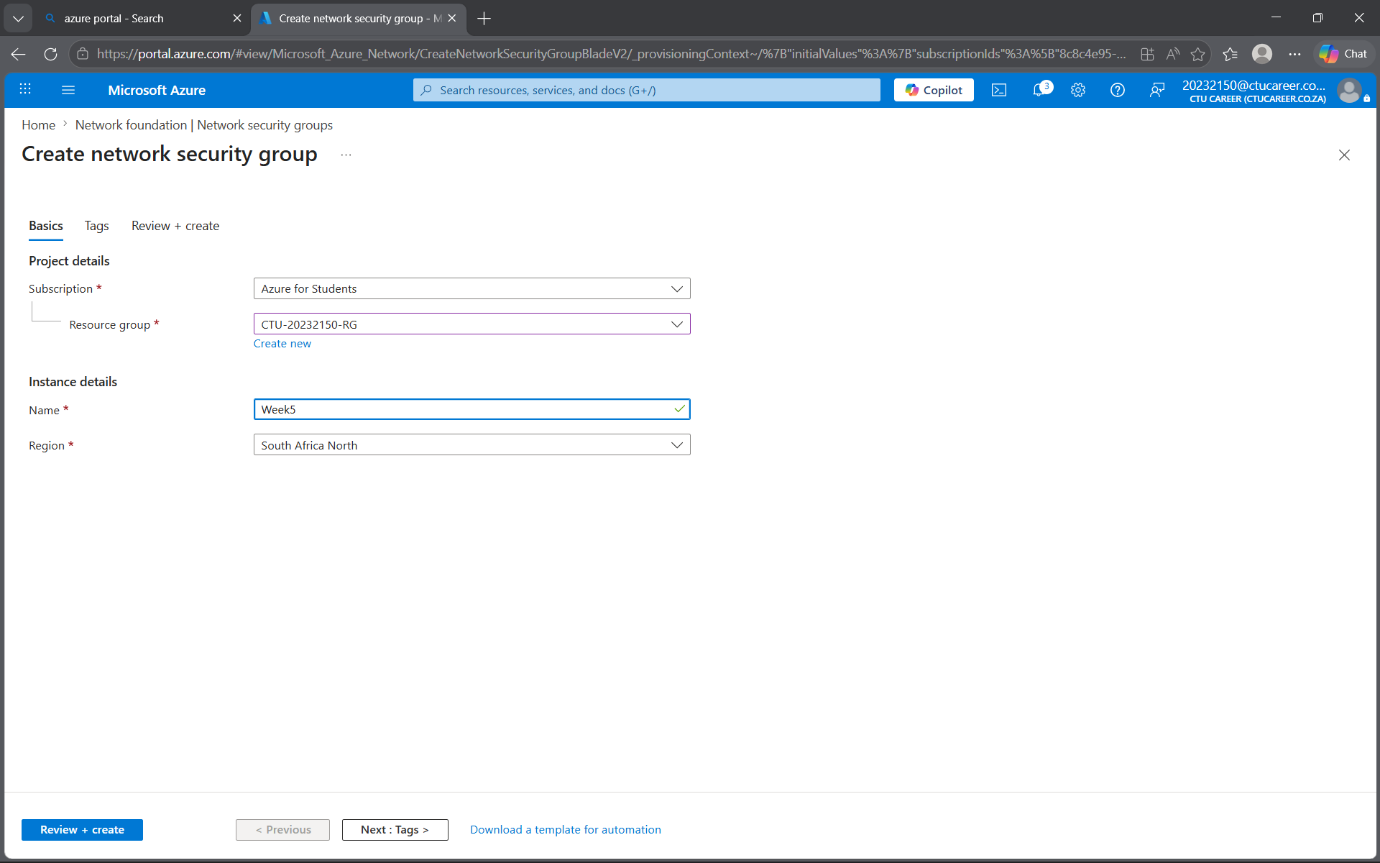 azure portal - Search
Create network security group - M
https://portal.azure.com/#view/Microsoft_Azure_Network/CreateNetworkSecurityGroupBladeV2/_provisioningContext~/%7B"initialValues"%3A%7B"subscriptionIds"%3A%5B"8c8c4e95-...
Chat
Microsoft Azure
Search resources, services, and docs (G+/)
Copilot
3
20232150@ctucareer.co...
CTU CAREER (CTUCAREER.CO.ZA)
Home > Network foundation | Network security groups
Create network security group ...
Basics Tags Review + create
Project details
Subscription *
Azure for Students
Resource group *
CTU-20232150-RG
Create new
Instance details
Name *
Week5
Region *
South Africa North
Review + create
< Previous
Next : Tags >
Download a template for automation